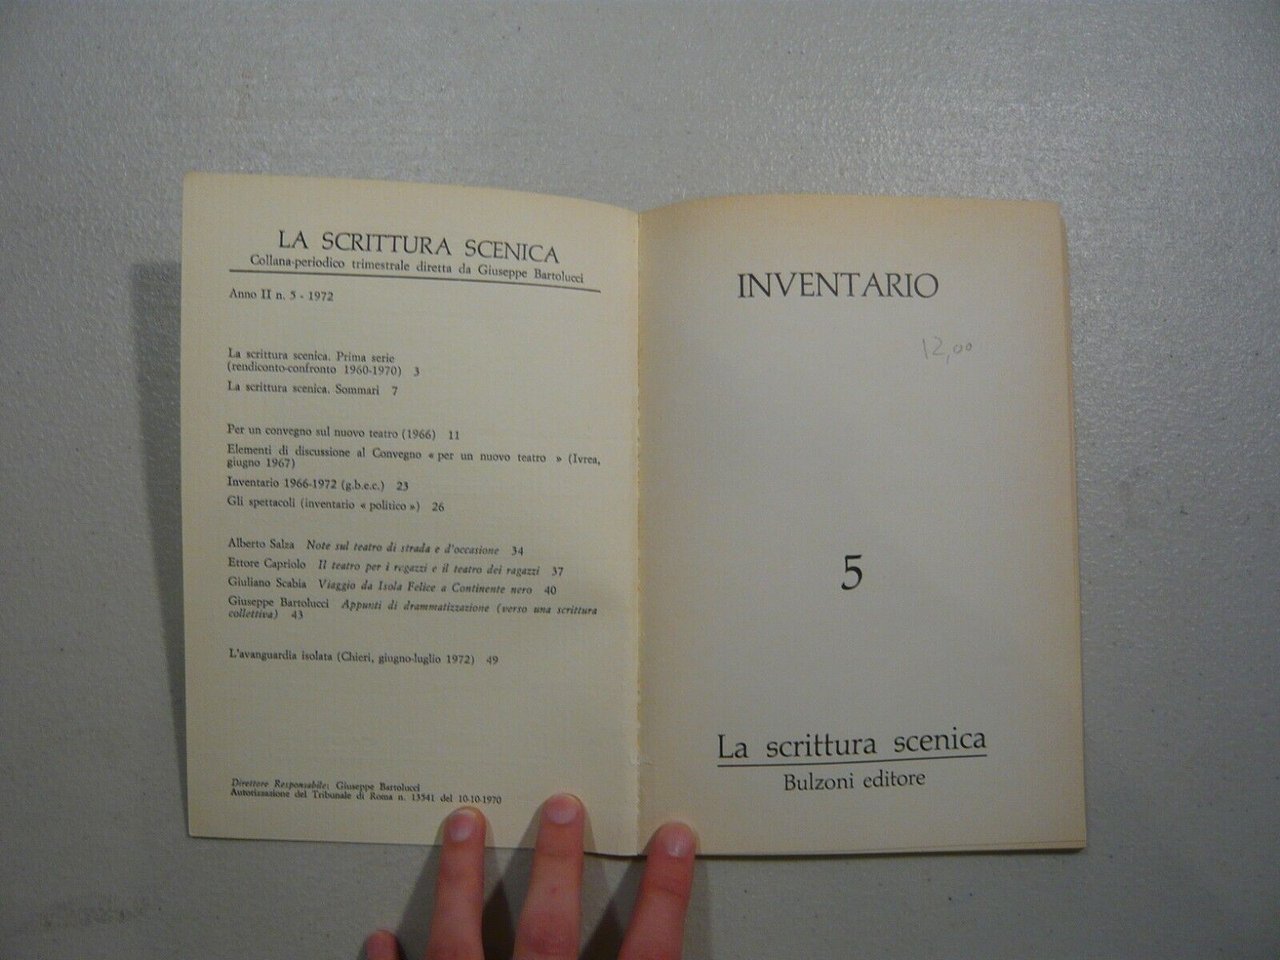 LA SCRITTURA SCENICA
Collana-periodico trimestrale diretta da Giuseppe Bartolucci
Anno II n. 5 - 1972
La scrittura scenica. Prima serie
(rendiconto-confronto 1960-1970) 3
La scrittura scenica. Sommari 7
Per un convegno sul nuovo teatro (1966) 11
Elementi di discussione al Convegno « per un nuovo teatro » (Ivrea,
giugno 1967)
Inventario 1966-1972 (g.b.e.c.) 23
Gli spettacoli (inventario « politico ») 26
Alberto Salza Note sul teatro di strada e d'occasione 34
Ettore Capriolo Il teatro per i regazzi e il teatro dei ragazzi 37
Giuliano Scabia Viaggio da Isola Felice a Continente nero 40
Giuseppe Bartolucci Appunti di drammatizzazione (verso una scrittura
collettiva) 43
L'avanguardia isolata (Chieri, giugno-luglio 1972) 49
Direttore Responsabile: Giuseppe Bartolucci
Autorizzazione del Tribunale di Roma n. 13541 del 10-10-1970
INVENTARIO
12,00
5
La scrittura scenica
Bulzoni editore